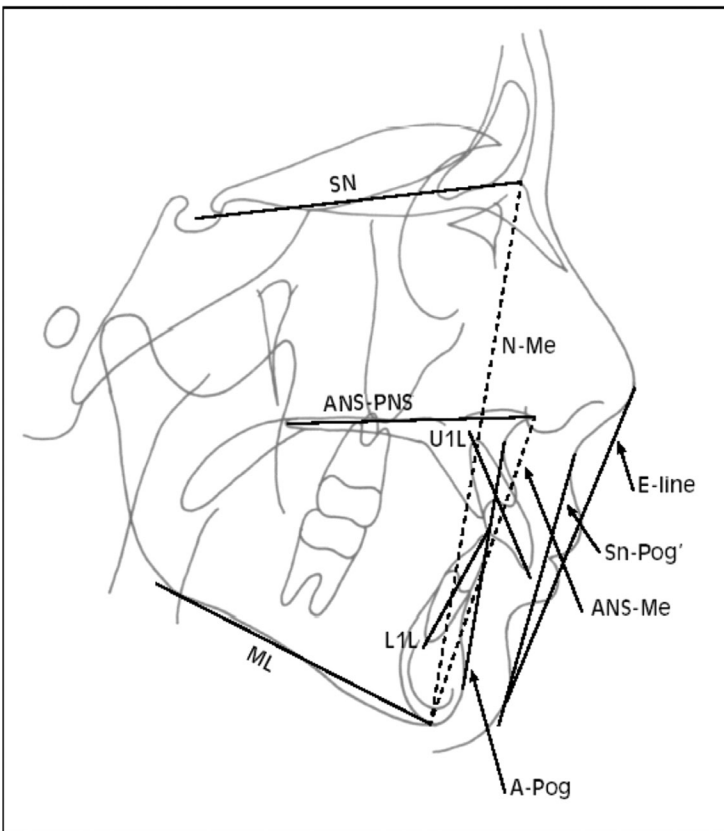 SN
N-Me
ANS-PNS
U1L
E-line
Sn-Pog′
ANS-Me
L1L
ML
A-Pog